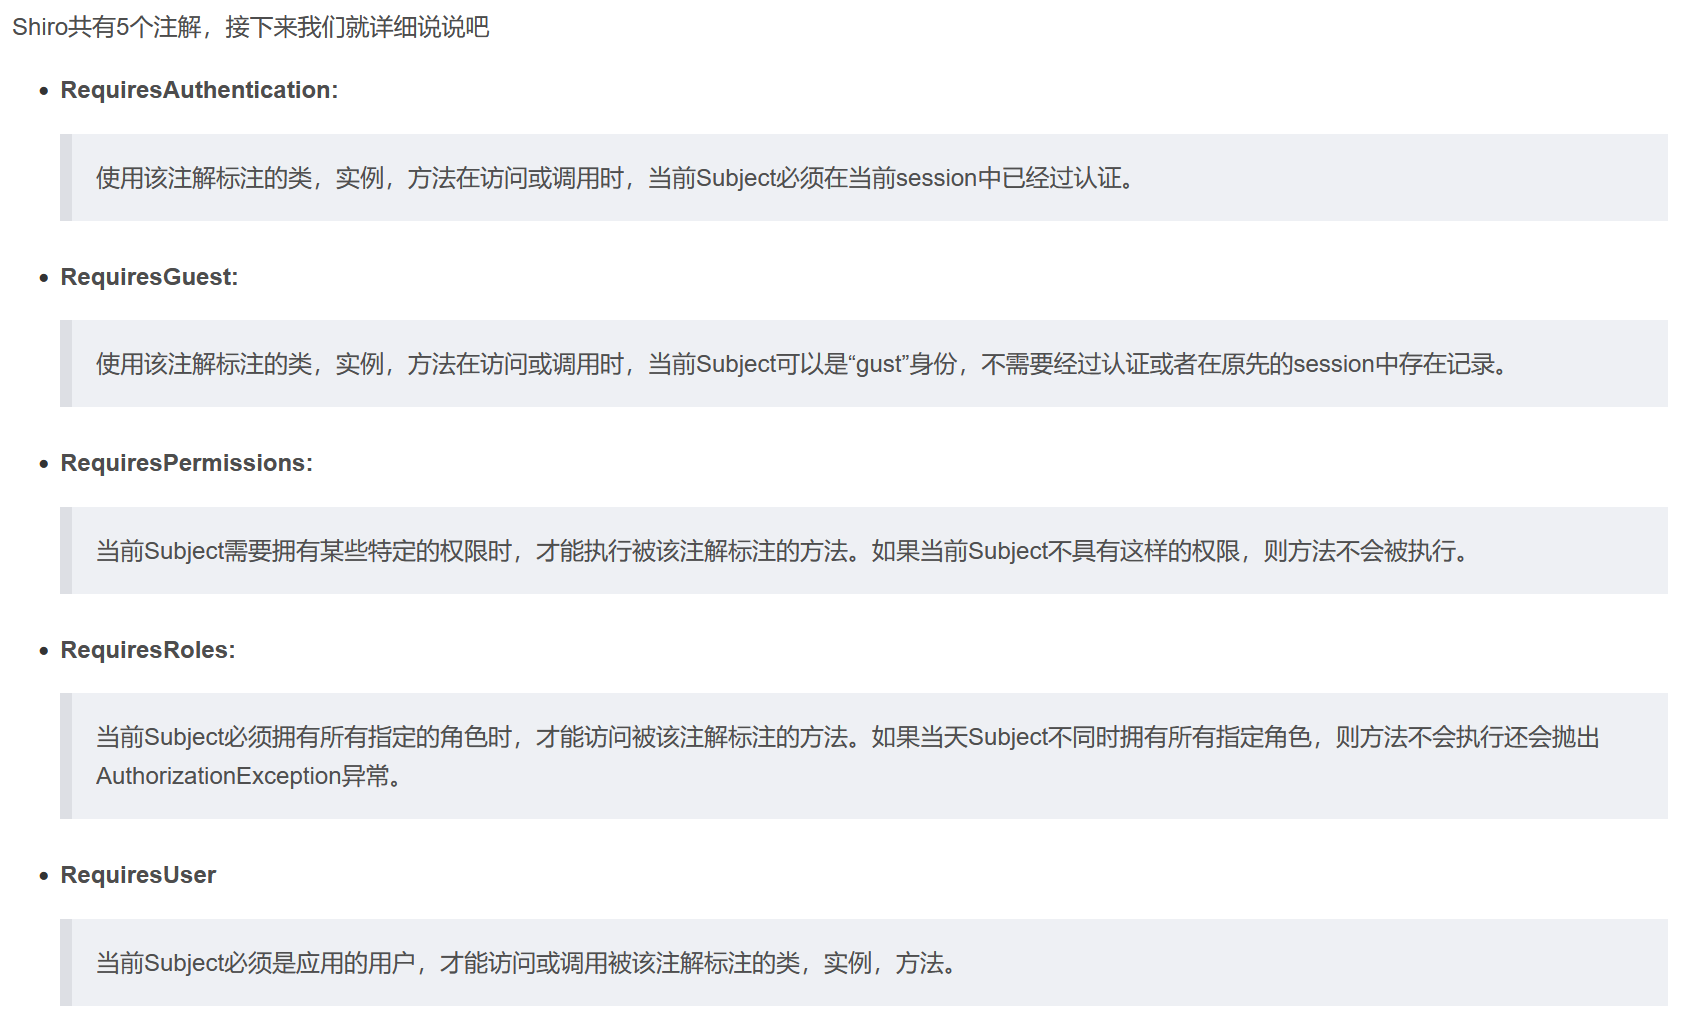 Shiro共有5个注解，接下来我们就详细说说吧
RequiresAuthentication:
使用该注解标注的类，实例，方法在访问或调用时，当前Subject必须在当前session中已经过认证。
RequiresGuest:
使用该注解标注的类，实例，方法在访问或调用时，当前Subject可以是“gust”身份，不需要经过认证或者在原先的session中存在记录。
RequiresPermissions:
当前Subject需要拥有某些特定的权限时，才能执行被该注解标注的方法。如果当前Subject不具有这样的权限，则方法不会被执行。
RequiresRoles:
当前Subject必须拥有所有指定的角色时，才能访问被该注解标注的方法。如果当天Subject不同时拥有所有指定角色，则方法不会执行还会抛出
AuthorizationException异常。
RequiresUser
当前Subject必须是应用的用户，才能访问或调用被该注解标注的类，实例，方法。